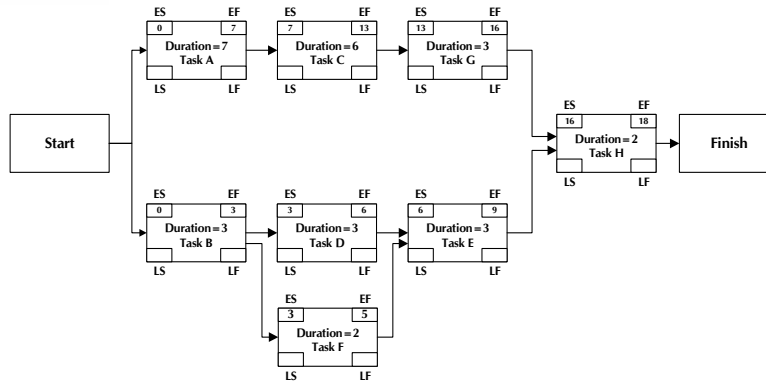 ES EF ES EF ES EF
0 7 7 13 13 16
Duration=7 Duration=6 Duration=3
Task A Task C Task G
LS LF LS LF LS LF
ES EF
16 18
Start
Duration=2
Task H
Finish
LS LF
ES EF ES EF ES EF
0 3 3 6 6 9
Duration=3 Duration=3 Duration=3
Task B Task D Task E
LS LF LS LF LS LF
ES EF
3 5
Duration=2
Task F
LS LF